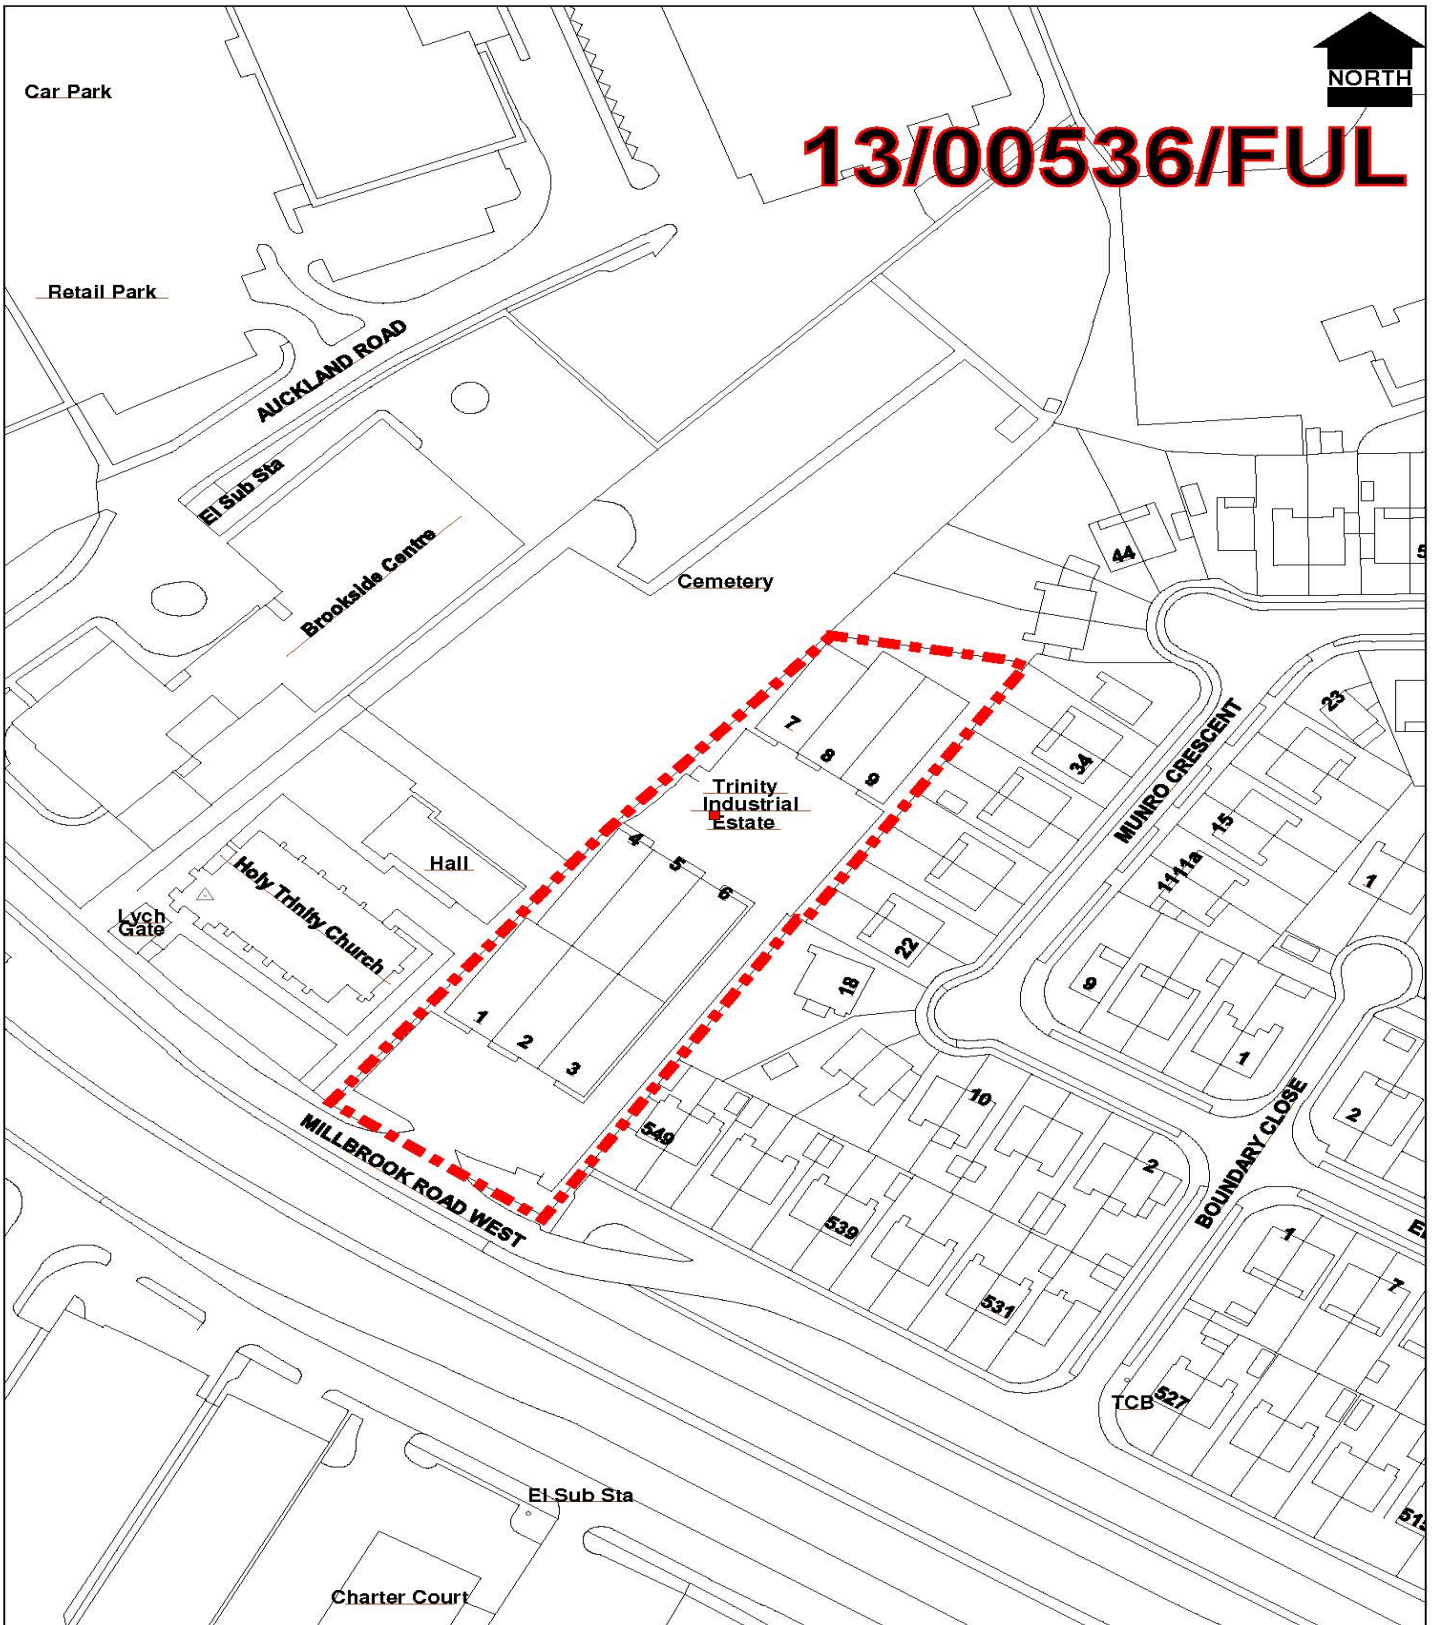 NORTH
13/00536/FUL
Car Park
Retail Park
AUCKLAND ROAD
El Sub Sta
Brookside Centre
Cemetery
44
5
23
MUNRO CRESCENT
34
7
8
9
Trinity
Industrial
Estate
4
5
6
15
1111a
1
Hall
Holy Trinity Church
Lych
Gate
22
18
9
1
1
2
3
10
2
549
539
531
2
BOUNDARY CLOSE
MILLBROOK ROAD WEST
1
7
TCB
527
El Sub Sta
Charter Court